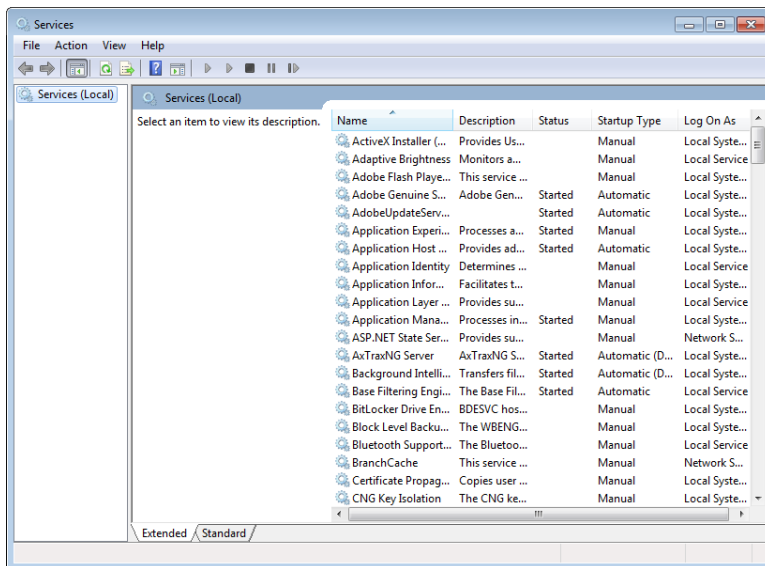 Services
File Action View Help
Services (Local)
Services (Local)
Select an item to view its description.
Name Description Status Startup Type Log On As
ActiveX Installer (... Provides Us... Manual Local Syste...
Adaptive Brightness Monitors a... Manual Local Service
Adobe Flash Playe... This service ... Manual Local Syste...
Adobe Genuine S... Adobe Gen... Started Automatic Local Syste...
AdobeUpdateServ... Started Automatic Local Syste...
Application Experi... Processes a... Started Manual Local Syste...
Application Host ... Provides ad... Started Automatic Local Syste...
Application Identity Determines ... Manual Local Service
Application Infor... Facilitates t... Manual Local Syste...
Application Layer ... Provides su... Manual Local Service
Application Mana... Processes in... Started Manual Local Syste...
ASP.NET State Ser... Provides su... Manual Network S...
AxTraxNG Server AxTraxNG S... Started Automatic (D... Local Syste...
Background Intelli... Transfers fil... Started Automatic (D... Local Syste...
Base Filtering Engi... The Base Fil... Started Automatic Local Service
BitLocker Drive En... BDESVC hos... Manual Local Syste...
Block Level Backu... The WBENG... Manual Local Syste...
Bluetooth Support... The Bluetoo... Manual Local Service
BranchCache This service ... Manual Network S...
Certificate Propag... Copies user ... Manual Local Syste...
CNG Key Isolation The CNG ke... Manual Local Syste...
Extended Standard